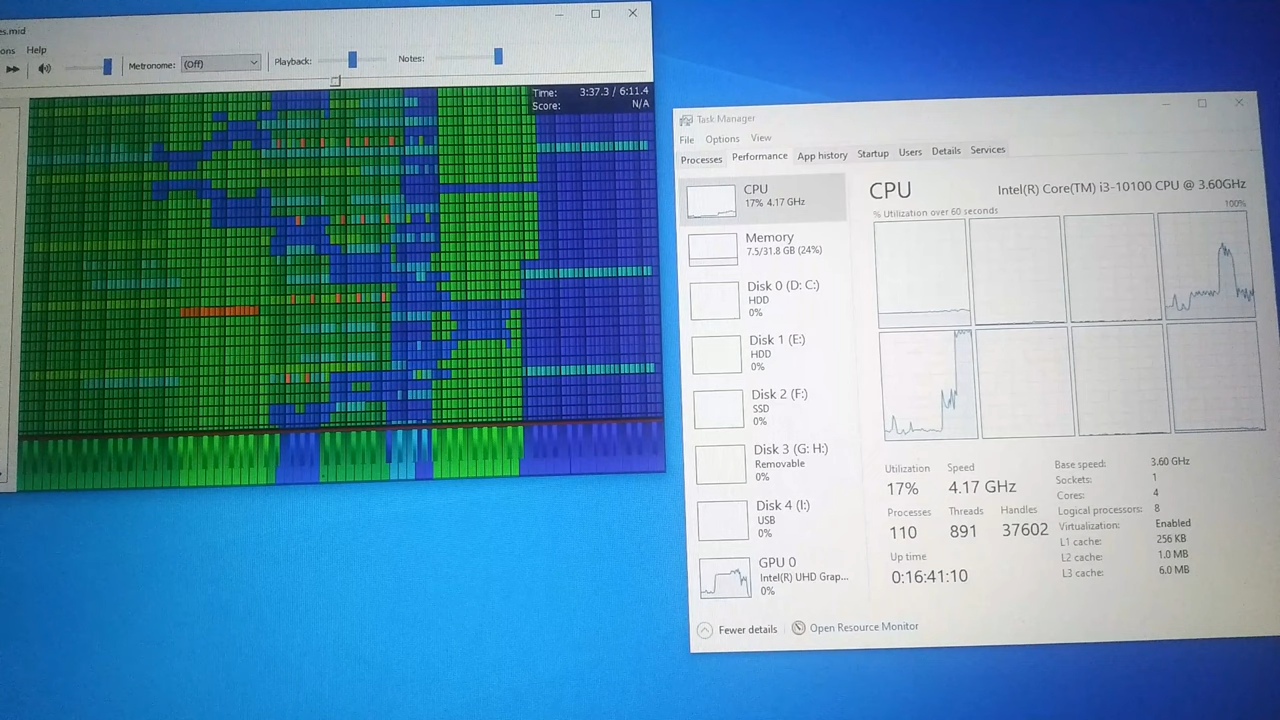 es.mid
ons Help
Metronome: (Off)
Playback:
Notes:
Time: 3:37.3 / 6:11.4
Score: N/A
Task Manager
File Options View
Processes Performance App history Startup Users Details Services
CPU
17% 4.17 GHz
Memory
7.5/31.8 GB (24%)
Disk 0 (D: C:)
HDD
0%
Disk 1 (E:)
HDD
0%
Disk 2 (F:)
SSD
0%
Disk 3 (G: H:)
Removable
0%
Disk 4 (I:)
USB
0%
GPU 0
Intel(R) UHD Grap...
0%
CPU
Intel(R) Core(TM) i3-10100 CPU @ 3.60GHz
% Utilization over 60 seconds
100%
Utilization Speed
17% 4.17 GHz
Processes Threads Handles
110 891 37602
Up time
0:16:41:10
Base speed: 3.60 GHz
Sockets: 1
Cores: 4
Logical processors: 8
Virtualization: Enabled
L1 cache: 256 KB
L2 cache: 1.0 MB
L3 cache: 6.0 MB
Fewer details
Open Resource Monitor